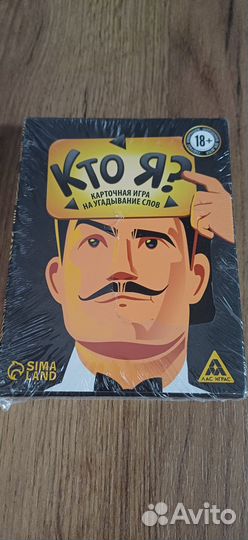 18+
КТО Я?
КАРТОЧНАЯ ИГРА
НА УГАДЫВАНИЕ СЛОВ
SIMA
LAND
ЛАС ИГРАС
Avito